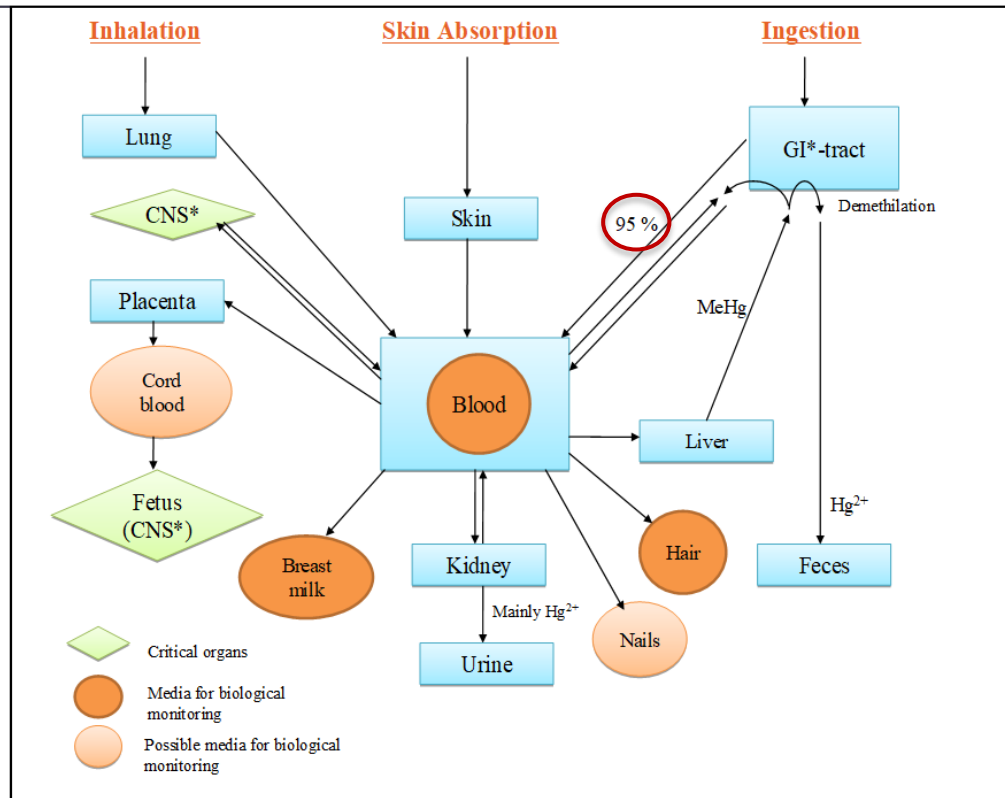 Inhalation
Skin Absorption
Ingestion
Lung
GI*-tract
CNS*
Skin
95 %
Demethilation
Placenta
MeHg
Cord
blood
Blood
Liver
Fetus
(CNS*)
Hg²⁺
Breast
milk
Kidney
Hair
Feces
Mainly Hg²⁺
Nails
Urine
Critical organs
Media for biological
monitoring
Possible media for biological
monitoring